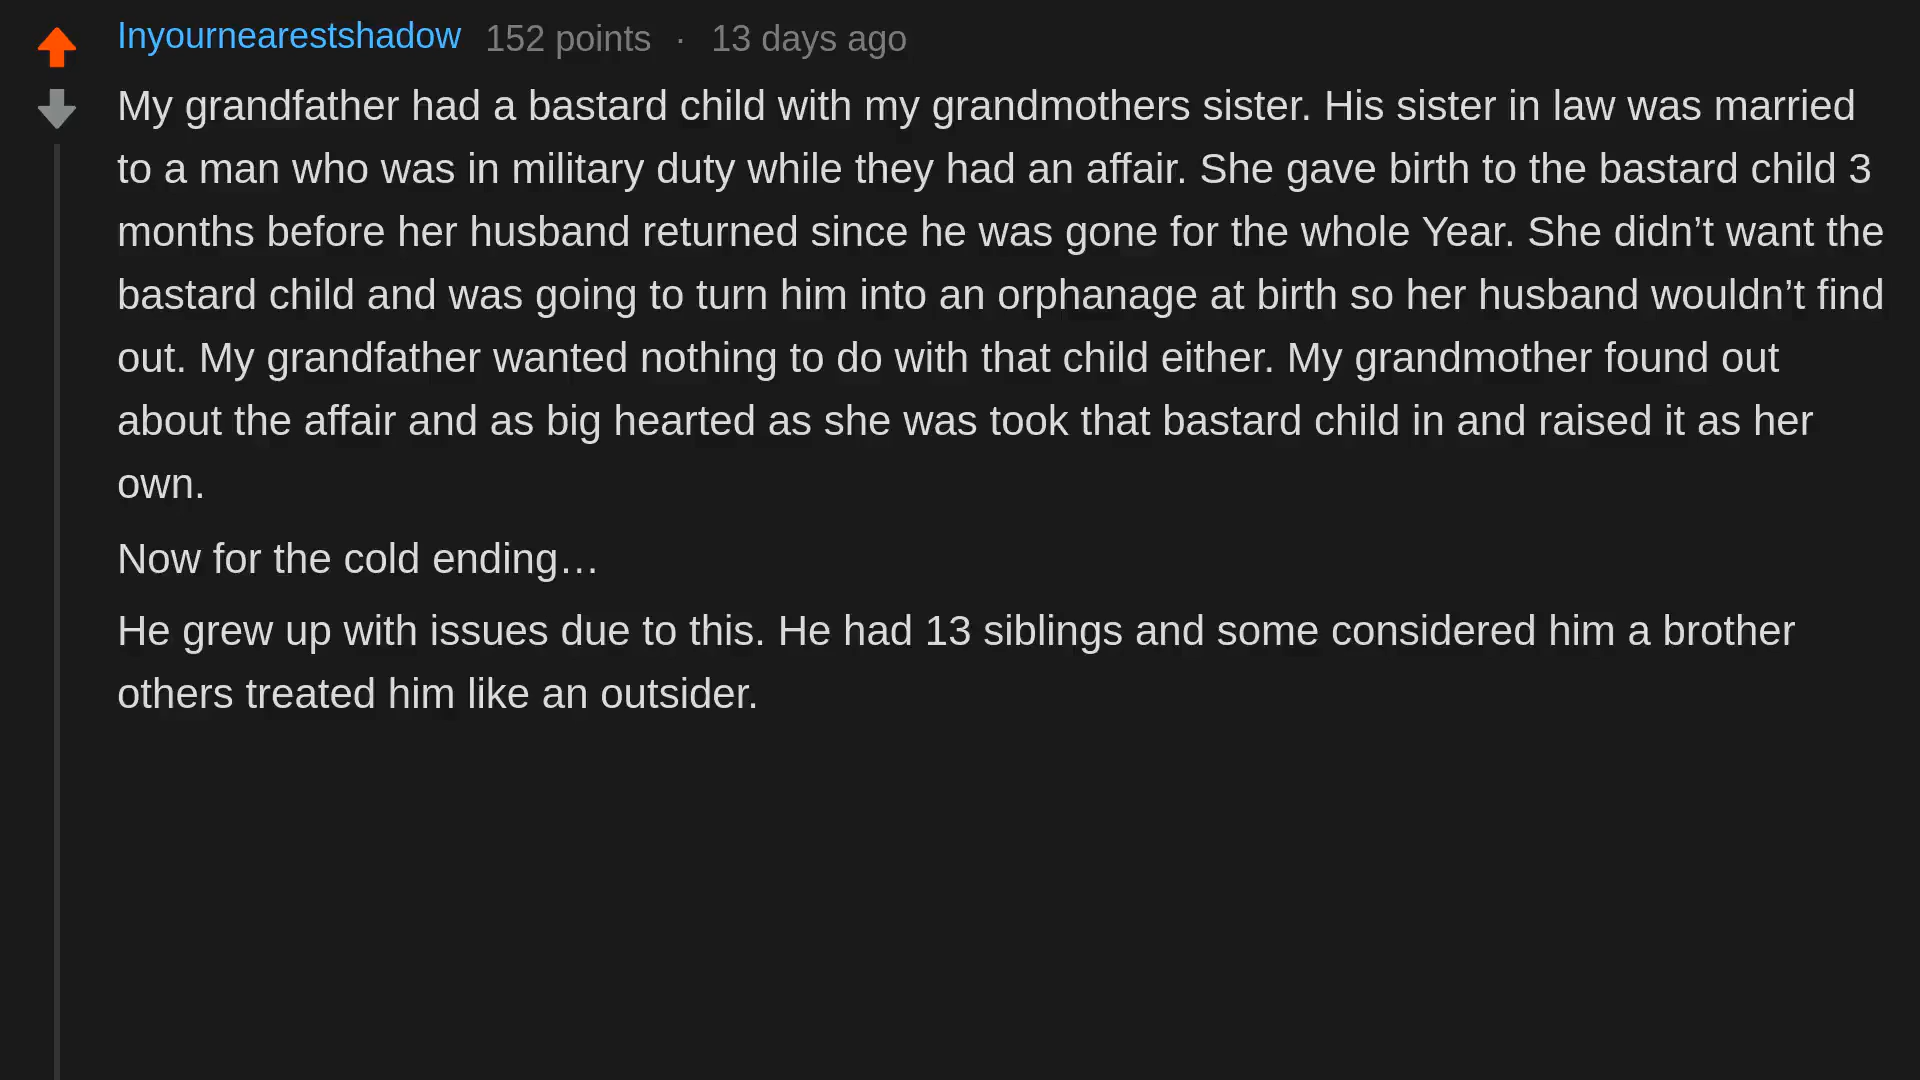 Inyournearestshadow 152 points · 13 days ago
My grandfather had a bastard child with my grandmothers sister. His sister in law was married
to a man who was in military duty while they had an affair. She gave birth to the bastard child 3
months before her husband returned since he was gone for the whole Year. She didn’t want the
bastard child and was going to turn him into an orphanage at birth so her husband wouldn’t find
out. My grandfather wanted nothing to do with that child either. My grandmother found out
about the affair and as big hearted as she was took that bastard child in and raised it as her
own.
Now for the cold ending…
He grew up with issues due to this. He had 13 siblings and some considered him a brother
others treated him like an outsider.